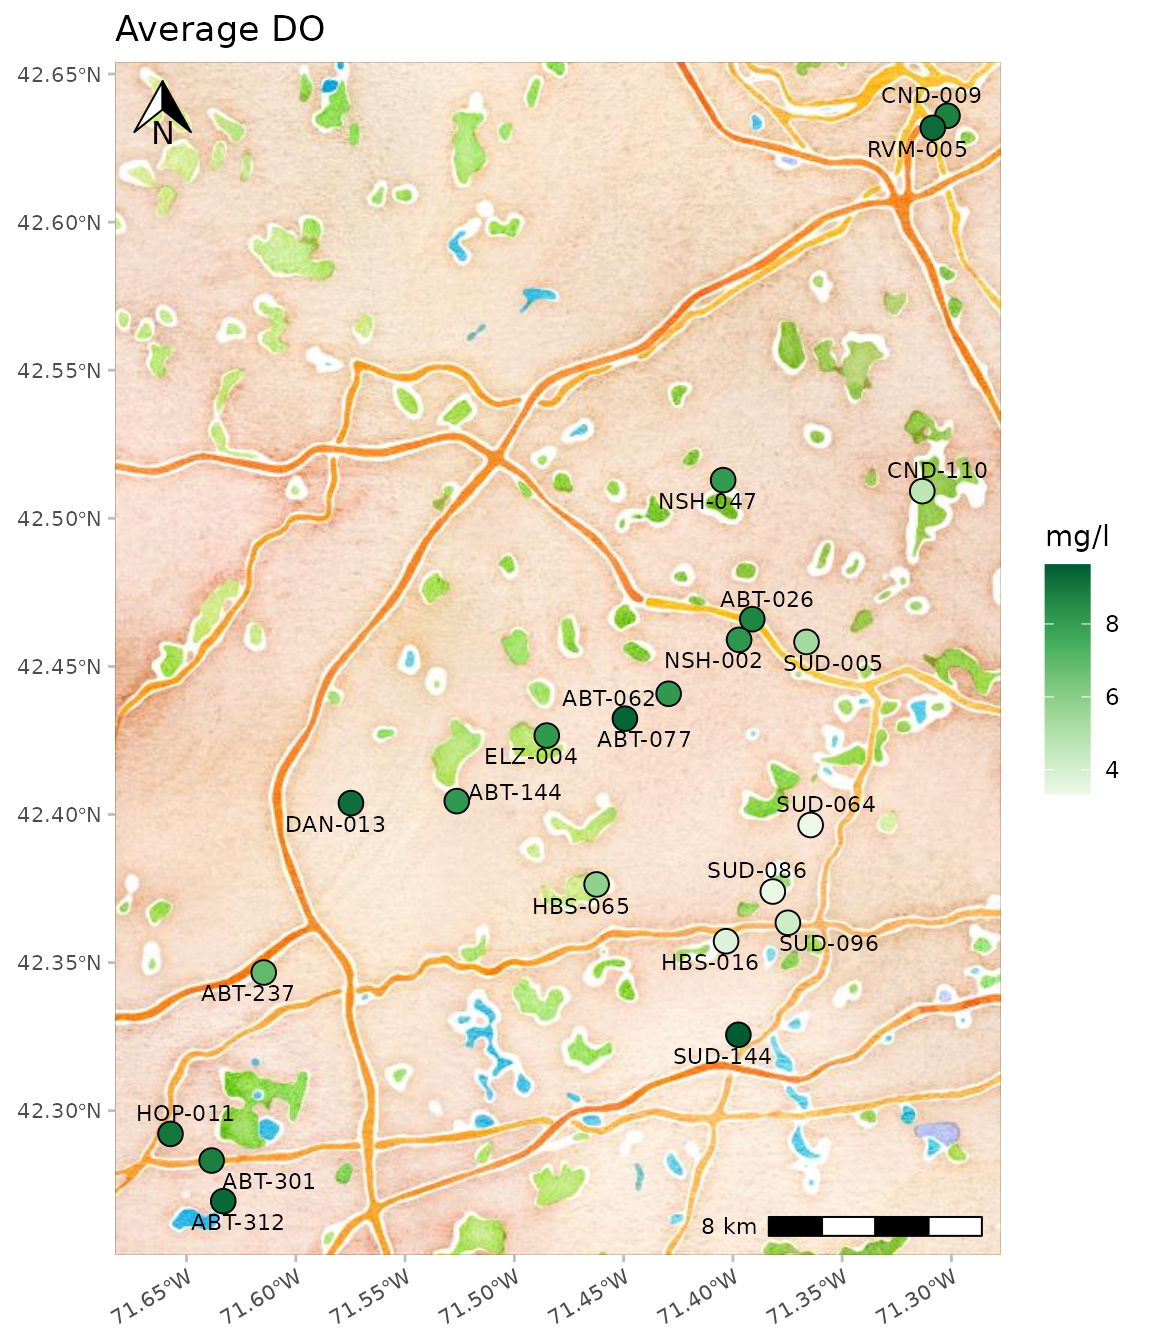 Average DO
42.65°N
42.60°N
42.55°N
42.50°N
42.45°N
42.40°N
42.35°N
42.30°N
N
CND-009
RVM-005
CND-110
NSH-047
ABT-026
NSH-002
SUD-005
ABT-062
ABT-077
ELZ-004
ABT-144
DAN-013
SUD-064
SUD-086
HBS-065
SUD-096
HBS-016
ABT-237
SUD-144
HOP-011
ABT-301
ABT-312
8 km
71.65°W
71.60°W
71.55°W
71.50°W
71.45°W
71.40°W
71.35°W
71.30°W
mg/l
8
6
4